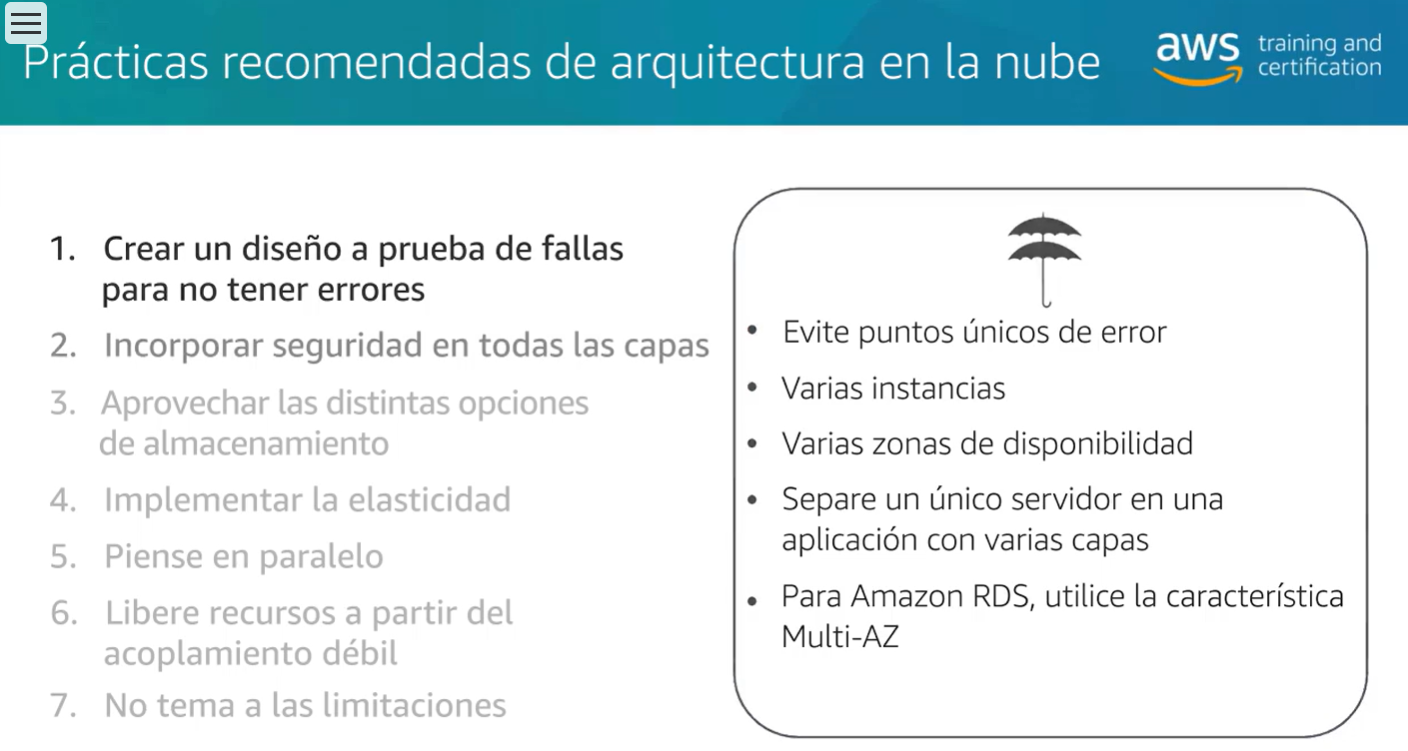 Prácticas recomendadas de arquitectura en la nube
aws training and
certification
1. Crear un diseño a prueba de fallas
para no tener errores
2. Incorporar seguridad en todas las capas
3. Aprovechar las distintas opciones
de almacenamiento
4. Implementar la elasticidad
5. Piense en paralelo
6. Libere recursos a partir del
acoplamiento débil
7. No tema a las limitaciones
• Evite puntos únicos de error
• Varias instancias
• Varias zonas de disponibilidad
• Separe un único servidor en una
aplicación con varias capas
• Para Amazon RDS, utilice la característica
Multi-AZ